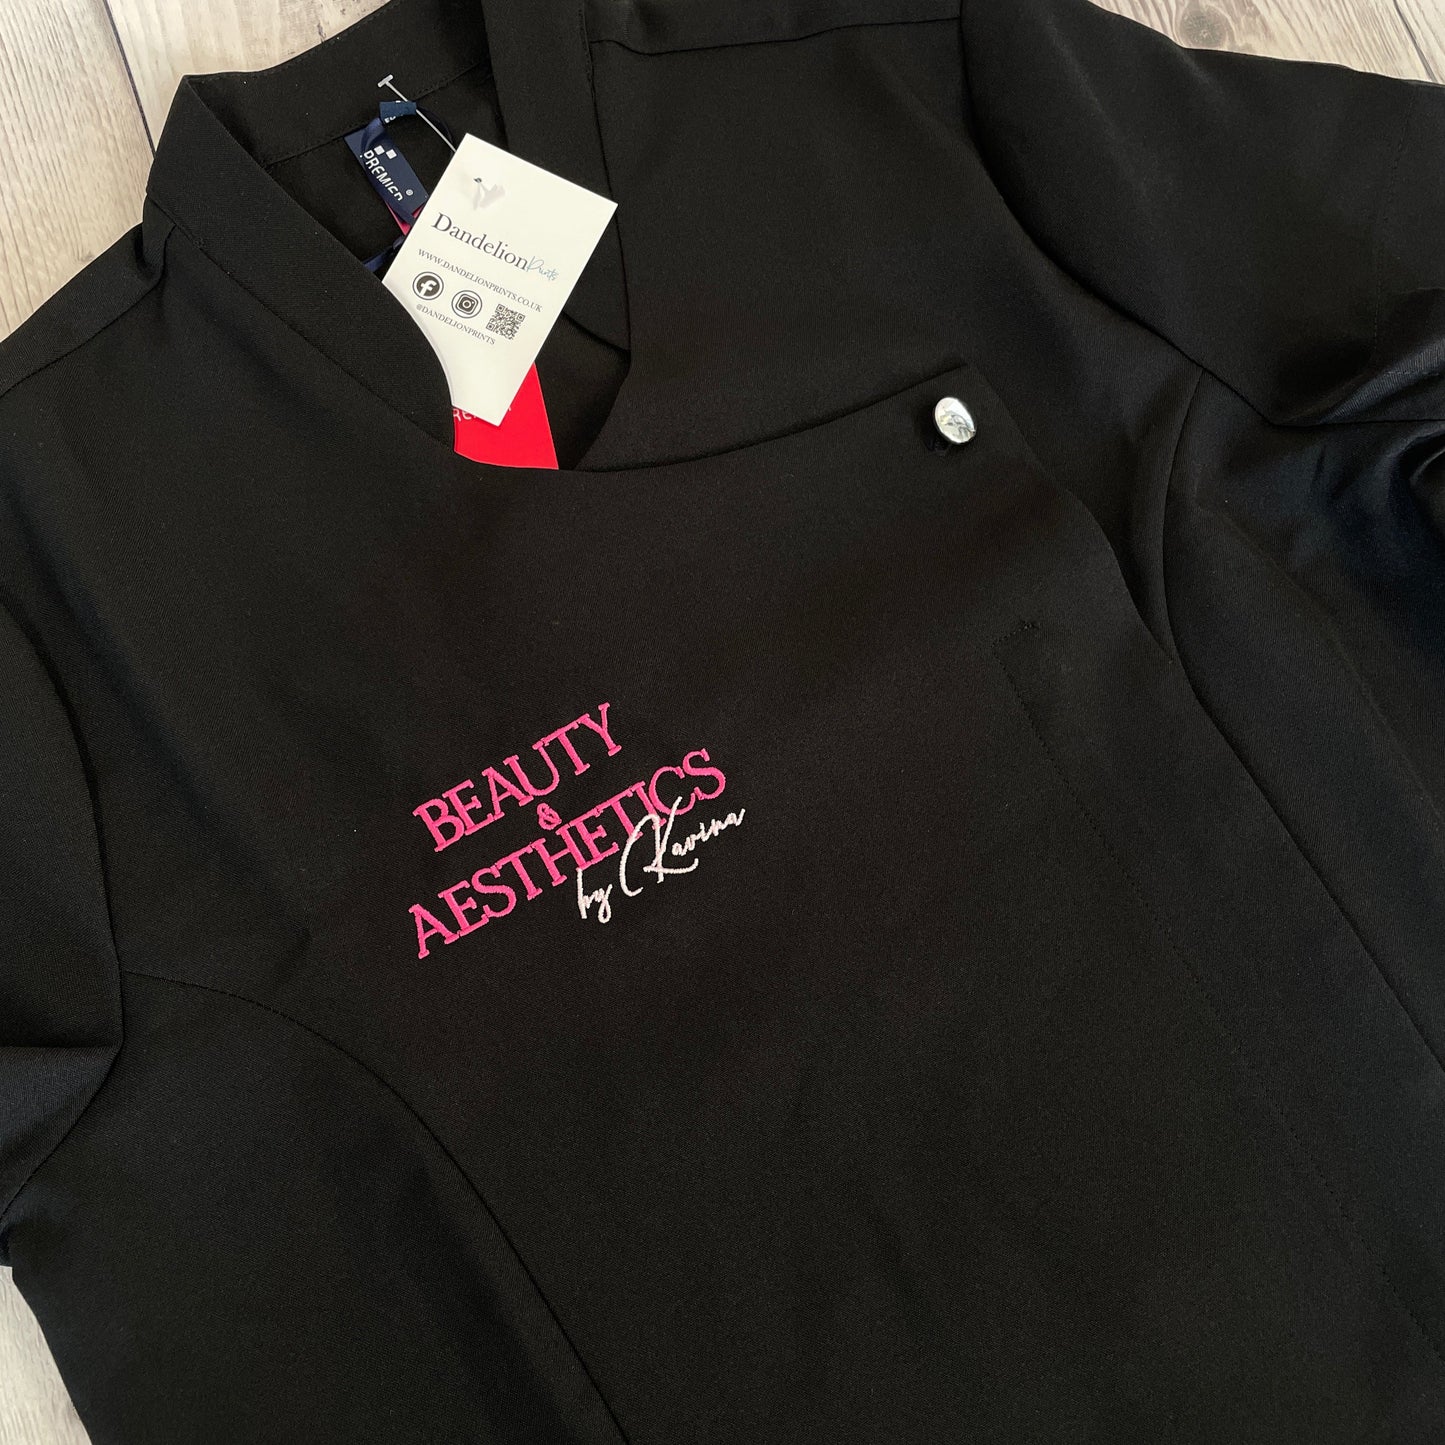 PREMIER®
Dandelion
Prints
WWW.DANDELIONPRINTS.CO.UK
@DANDELIONPRINTS
BEAUTY
&
AESTHETICS
by Kavina